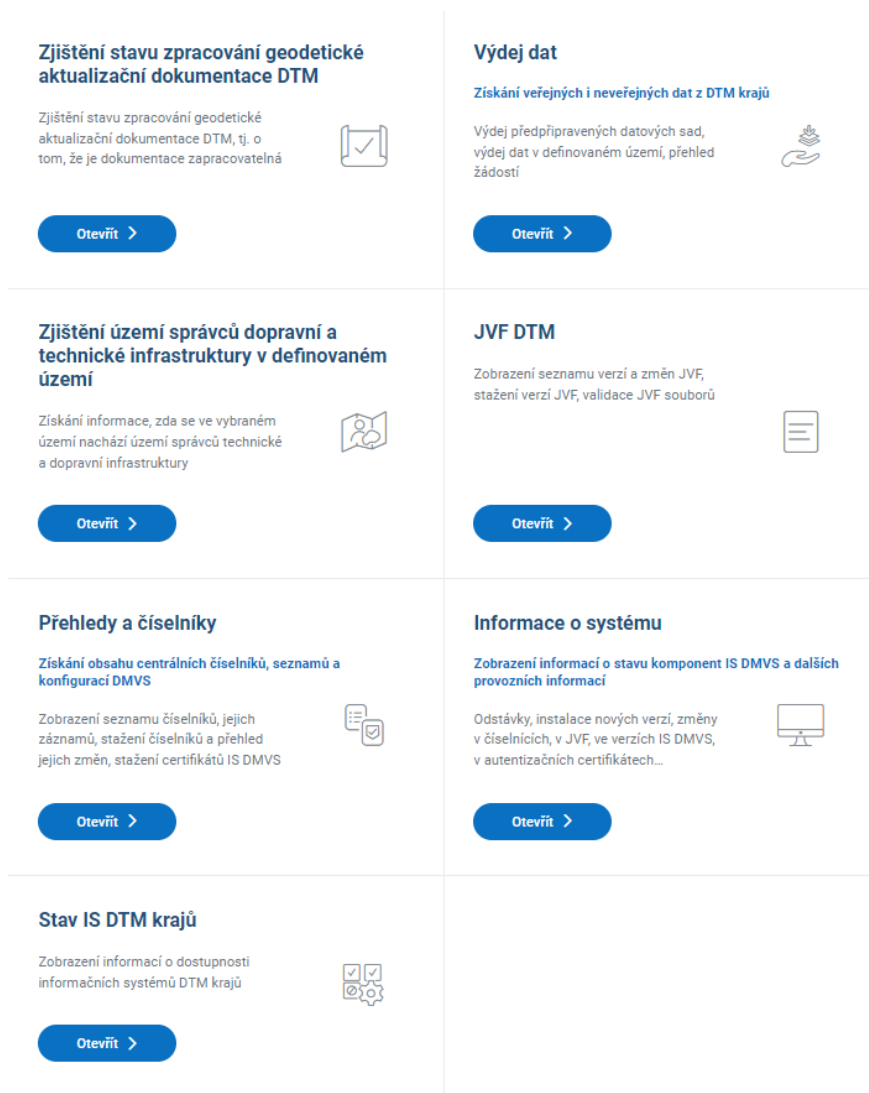 Zjištění stavu zpracování geodetické
aktualizační dokumentace DTM
Zjištění stavu zpracování geodetické
aktualizační dokumentace DTM, tj. o
tom, že je dokumentace zapracovatelná
Otevřít
Výdej dat
Získání veřejných i neveřejných dat z DTM krajů
Výdej předpřipravených datových sad,
výdej dat v definovaném území, přehled
žádostí
Otevřít
Zjištění území správců dopravní a
technické infrastruktury v definovaném
území
Získání informace, zda se ve vybraném
území nachází území správců technické
a dopravní infrastruktury
Otevřít
JVF DTM
Zobrazení seznamu verzí a změn JVF,
stažení verzí JVF, validace JVF souborů
Otevřít
Přehledy a číselníky
Získání obsahu centrálních číselníků, seznamů a
konfigurací DMVS
Zobrazení seznamu číselníků, jejich
záznamů, stažení číselníků a přehled
jejich změn, stažení certifikátů IS DMVS
Otevřít
Informace o systému
Zobrazení informací o stavu komponent IS DMVS a dalších
provozních informací
Odstávky, instalace nových verzí, změny
v číselnících, v JVF, ve verzích IS DMVS,
v autentizačních certifikátech…
Otevřít
Stav IS DTM krajů
Zobrazení informací o dostupnosti
informačních systémů DTM krajů
Otevřít